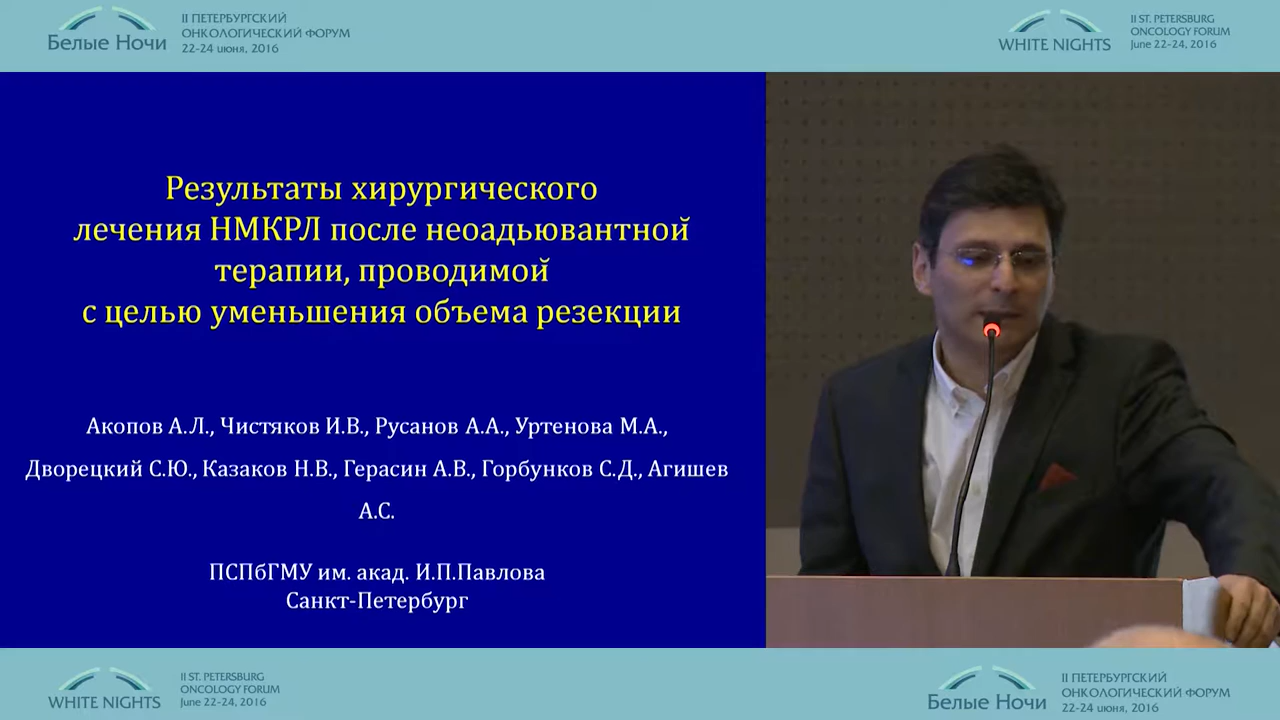 Белые Ночи
II ПЕТЕРБУРГСКИЙ
ОНКОЛОГИЧЕСКИЙ ФОРУМ
22-24 июня, 2016
WHITE NIGHTS
II ST. PETERSBURG
ONCOLOGY FORUM
June 22-24, 2016
Результаты хирургического
лечения НМКРЛ после неоадьювантной
терапии, проводимой
с целью уменьшения объема резекции
Акопов А.Л., Чистяков И.В., Русанов А.А., Уртенова М.А.,
Дворецкий С.Ю., Казаков Н.В., Герасин А.В., Горбунков С.Д., Агишев
А.С.
ПСПбГМУ им. акад. И.П.Павлова
Санкт-Петербург
WHITE NIGHTS
II ST. PETERSBURG
ONCOLOGY FORUM
June 22-24, 2016
Белые Ночи
II ПЕТЕРБУРГСКИЙ
ОНКОЛОГИЧЕСКИЙ ФОРУМ
22-24 июня, 2016